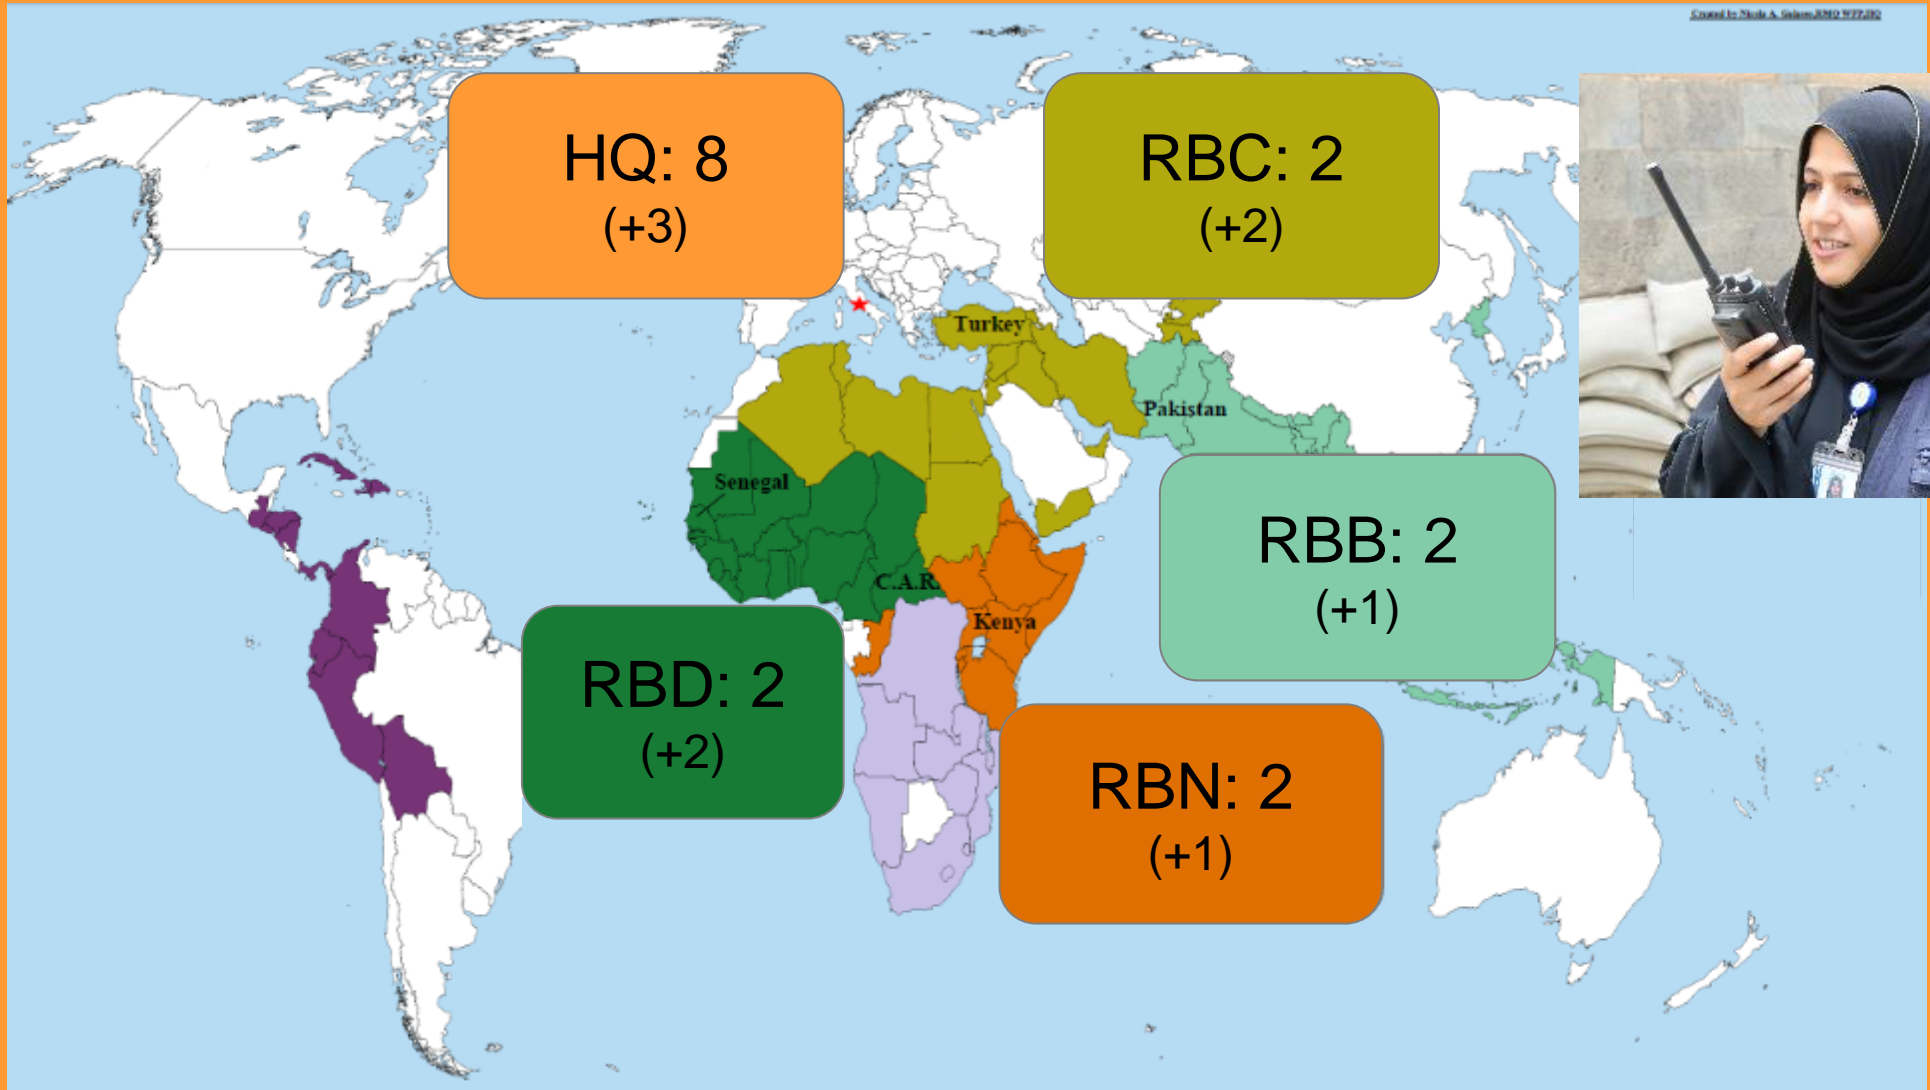 HQ: 8
(+3)
RBC: 2
(+2)
Turkey
Pakistan
Senegal
C.A.R.
Kenya
RBB: 2
(+1)
RBD: 2
(+2)
RBN: 2
(+1)